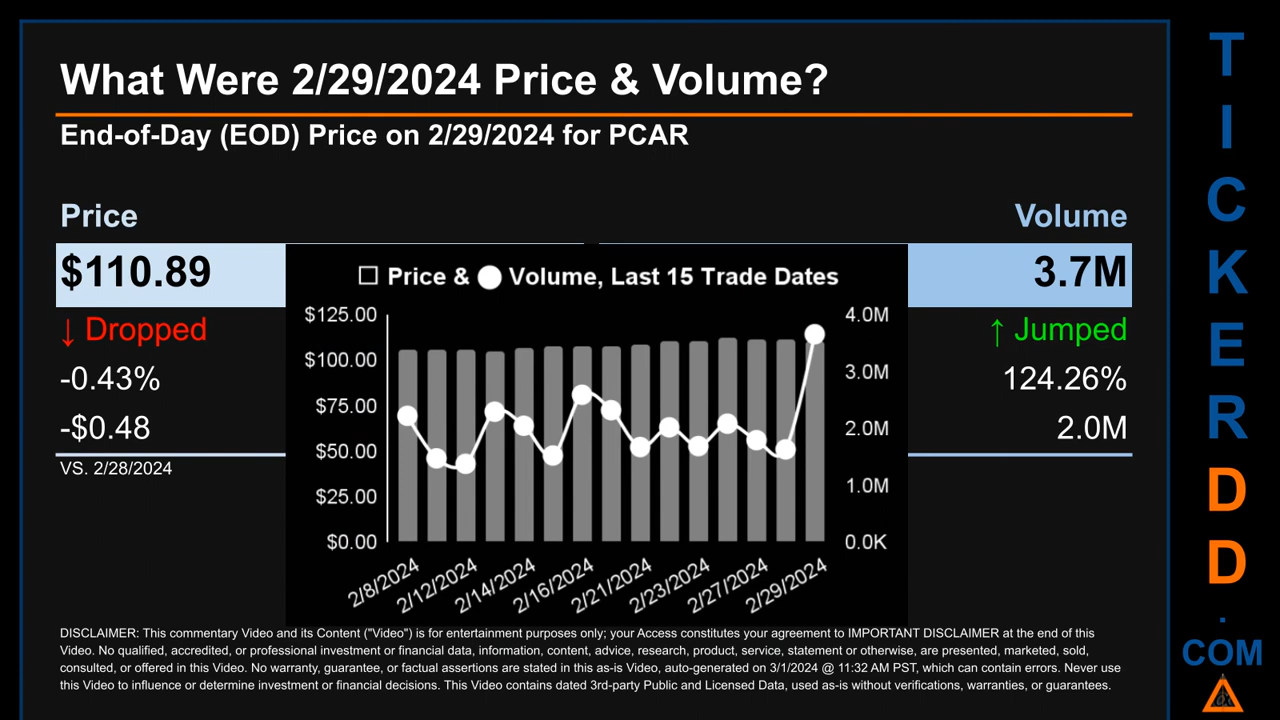 What Were 2/29/2024 Price & Volume?
End-of-Day (EOD) Price on 2/29/2024 for PCAR
Price
Volume
$110.89
3.7M
↓ Dropped
↑ Jumped
-0.43%
124.26%
-$0.48
2.0M
VS. 2/28/2024
Price & Volume, Last 15 Trade Dates
$125.00
$100.00
$75.00
$50.00
$25.00
$0.00
4.0M
3.0M
2.0M
1.0M
0.0K
2/8/2024
2/12/2024
2/14/2024
2/16/2024
2/21/2024
2/23/2024
2/27/2024
2/29/2024
DISCLAIMER: This commentary Video and its Content ("Video") is for entertainment purposes only; your Access constitutes your agreement to IMPORTANT DISCLAIMER at the end of this
Video. No qualified, accredited, or professional investment or financial data, information, content, advice, research, product, service, statement or otherwise, are presented, marketed, sold,
consulted, or offered in this Video. No warranty, guarantee, or factual assertions are stated in this as-is Video, auto-generated on 3/1/2024 @ 11:32 AM PST, which can contain errors. Never use
this Video to influence or determine investment or financial decisions. This Video contains dated 3rd-party Public and Licensed Data, used as-is without verifications, warranties, or guarantees.
TICKERDD
.
COM